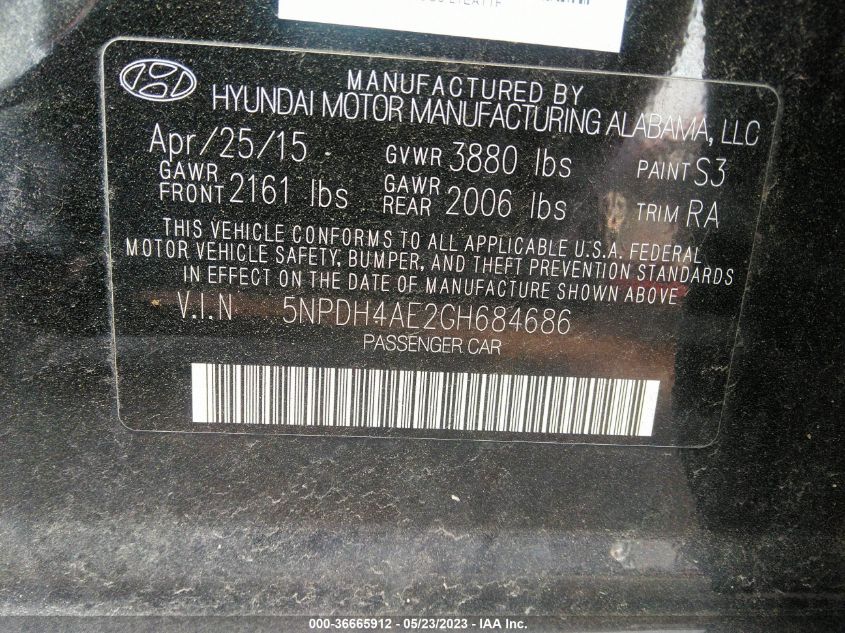 MANUFACTURED BY
HYUNDAI MOTOR MANUFACTURING ALABAMA, LLC
Apr/25/15 GVWR 3880 lbs PAINT S3
GAWR FRONT 2161 lbs GAWR REAR 2006 lbs TRIM RA
THIS VEHICLE CONFORMS TO ALL APPLICABLE U.S.A. FEDERAL
MOTOR VEHICLE SAFETY, BUMPER, AND THEFT PREVENTION STANDARDS
IN EFFECT ON THE DATE OF MANUFACTURE SHOWN ABOVE
V.I.N 5NPDH4AE2GH684686
PASSENGER CAR
000-36665912 - 05/23/2023 - IAA Inc.